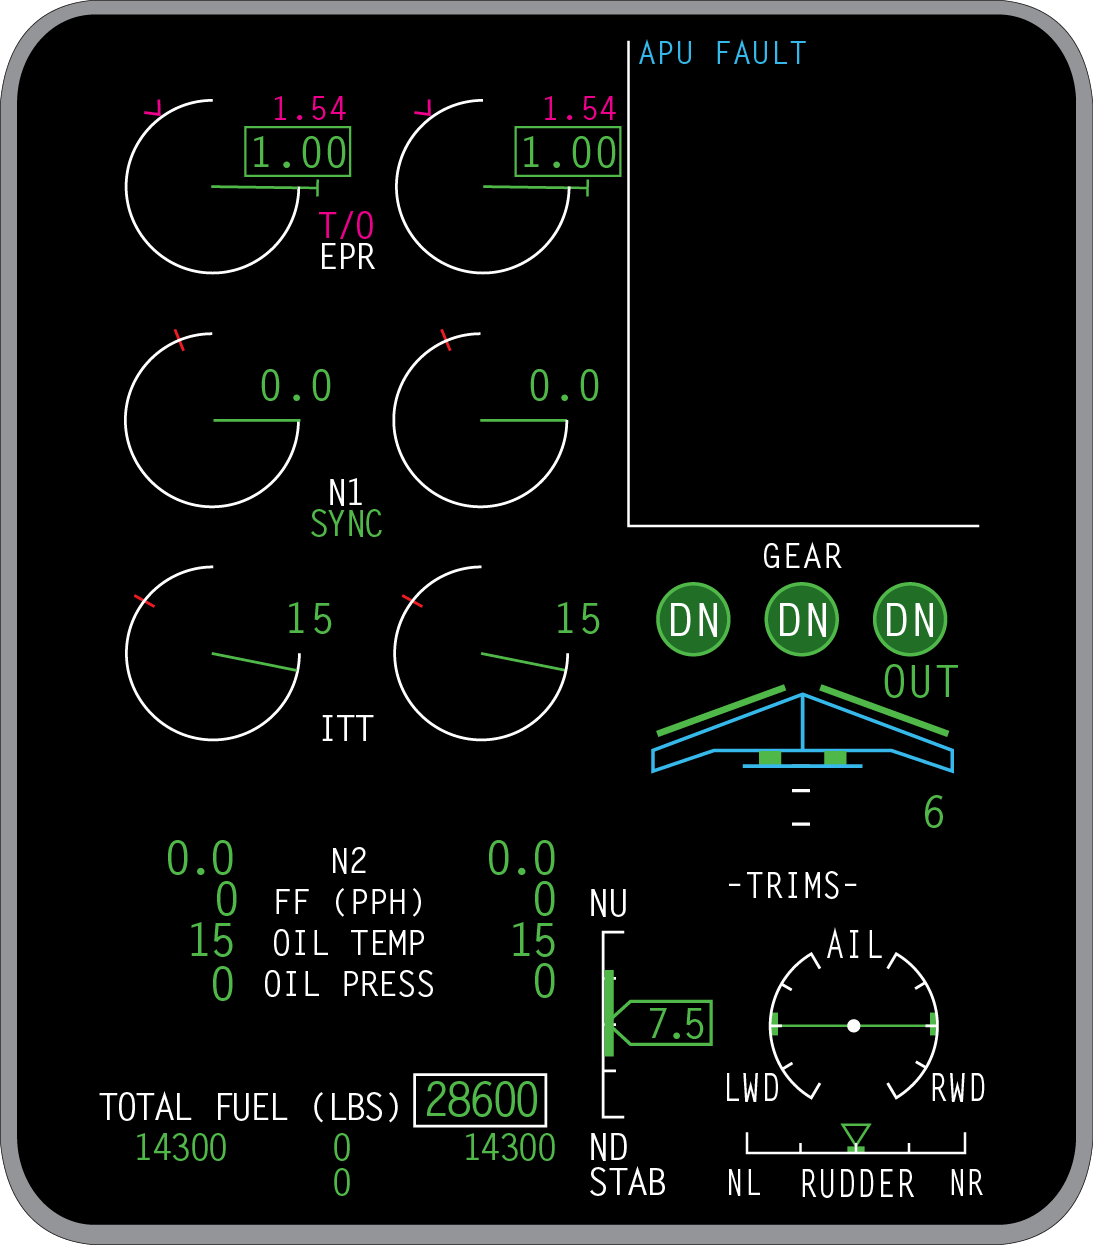 APU FAULT
1.54 1.54
1.00 1.00
T/O
EPR
0.0 0.0
N1
SYNC
15 15
ITT
GEAR
DN DN DN
OUT
6
0.0 N2 0.0
0 FF (PPH) 0
15 OIL TEMP 15
0 OIL PRESS 0
TOTAL FUEL (LBS) 28600
14300 0 14300
0
NU
7.5
ND
STAB
-TRIMS-
AIL
LWD RWD
NL RUDDER NR